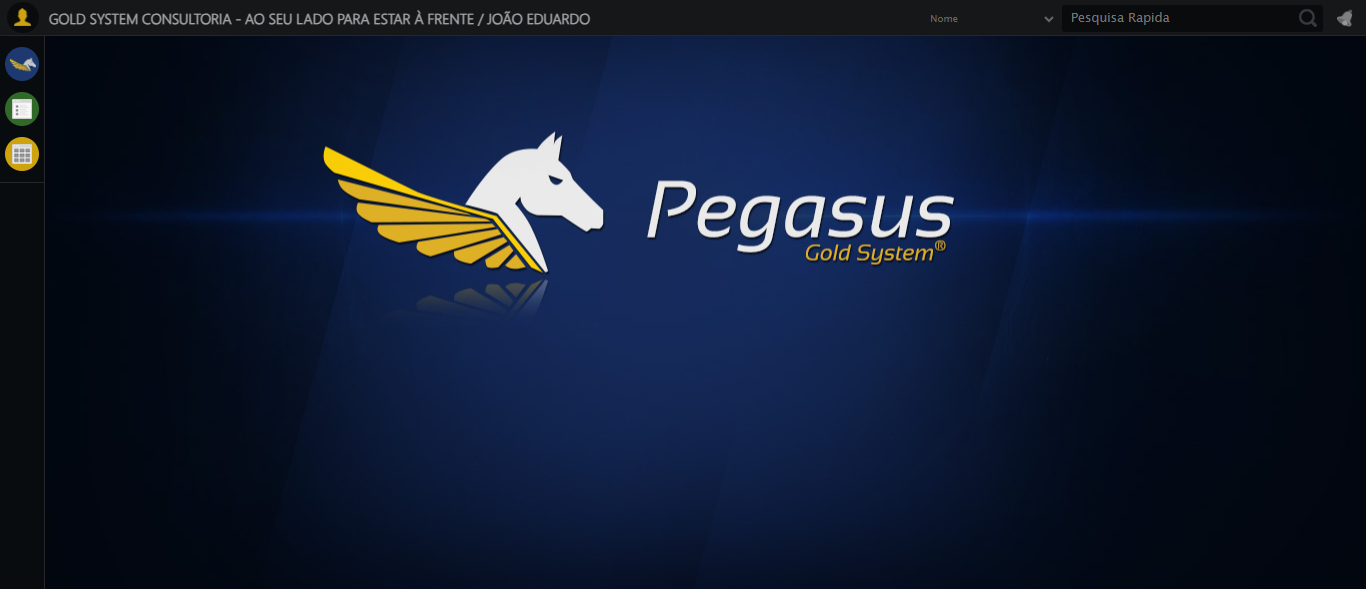 GOLD SYSTEM CONSULTORIA - AO SEU LADO PARA ESTAR À FRENTE / JOÃO EDUARDO
Nome
Pesquisa Rapida
Pegasus
Gold System®